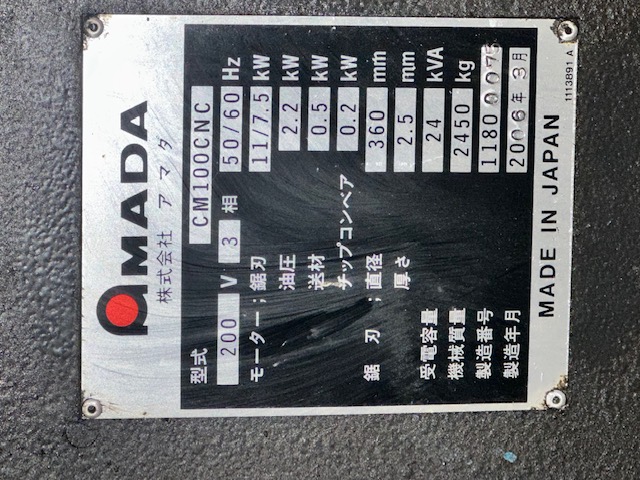 AMADA
株式会社 アマダ
型式 CM100CNC
200 V 3 相 50/60 Hz
モーター;鋸刃 11/7.5 kW
油圧 2.2 kW
送材 0.5 kW
チップコンベア 0.2 kW
鋸 刃 ;直径 360 mm
厚さ 2.5 mm
受電容量 24 kVA
機械質量 2450 kg
製造番号 11800075
製造年月 2006年 3月
MADE IN JAPAN
1113891 A